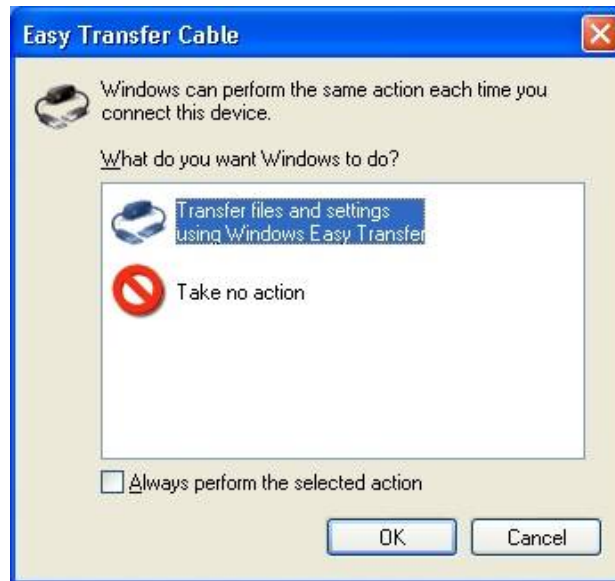 Easy Transfer Cable
Windows can perform the same action each time you
connect this device.
What do you want Windows to do?
Transfer files and settings
using Windows Easy Transfer
Take no action
Always perform the selected action
OK
Cancel